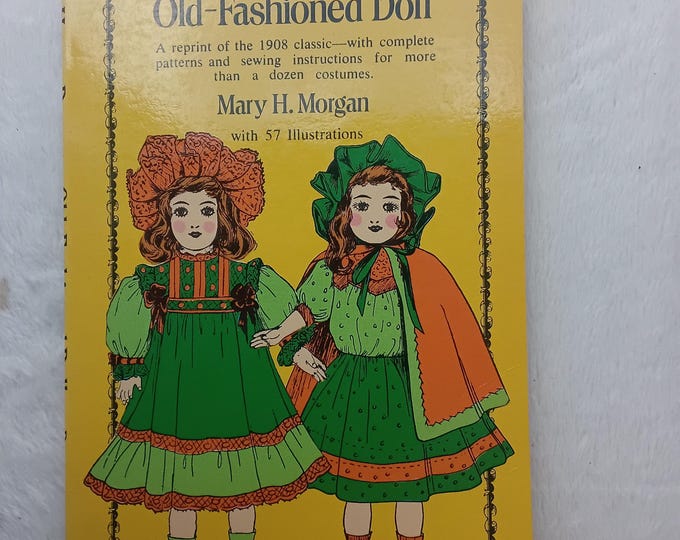 Old-Fashioned Doll
A reprint of the 1908 classic—with complete
patterns and sewing instructions for more
than a dozen costumes.
Mary H. Morgan
with 57 Illustrations